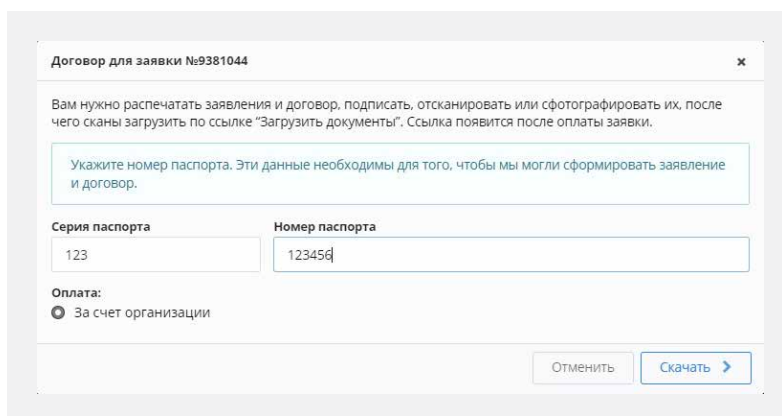 Договор для заявки №9381044
Вам нужно распечатать заявления и договор, подписать, отсканировать или сфотографировать их, после
чего сканы загрузить по ссылке “Загрузить документы”. Ссылка появится после оплаты заявки.
Укажите номер паспорта. Эти данные необходимы для того, чтобы мы могли сформировать заявление
и договор.
Серия паспорта Номер паспорта
123 123456
Оплата:
За счет организации
Отменить Скачать